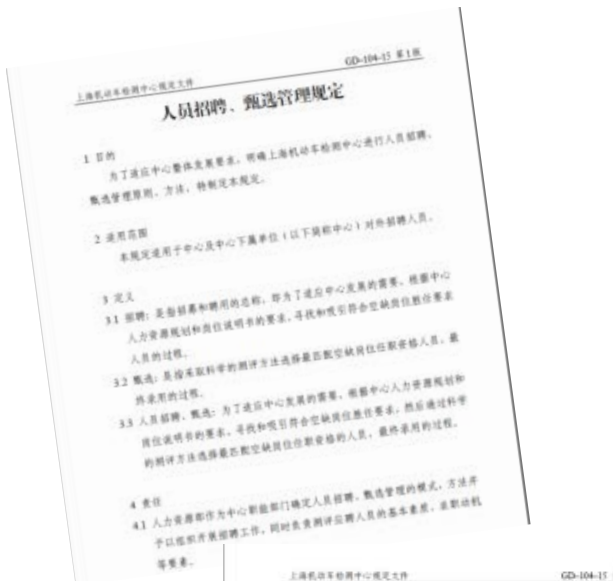 上海机动车检测中心规定文件 GD-104-15 第1版
人员招聘、甄选管理规定
1 目的
为了适应中心整体发展要求，明确上海机动车检测中心进行人员招聘、
甄选管理原则、方法，特制定本规定。
2 适用范围
本规定适用于中心及中心下属单位（以下简称中心）对外招聘人员。
3 定义
3.1 招聘：是指招募和聘用的总称，即为了适应中心发展的需要，根据中心
人力资源规划和岗位说明书的要求，寻找和吸引符合空缺岗位胜任要求
人员的过程。
3.2 甄选：是指采取科学的测评方法选择最匹配空缺岗位任职资格人员，最
终录用的过程。
3.3 人员招聘、甄选：为了适应中心发展的需要，根据中心人力资源规划和
岗位说明书的要求，寻找和吸引符合空缺岗位胜任要求，然后通过科学
的测评方法选择最匹配空缺岗位任职资格的人员，最终录用的过程。
4 责任
4.1 人力资源部作为中心职能部门确定人员招聘、甄选管理的模式、方法并
予以组织开展招聘工作，同时负责测评应聘人员的基本素质、求职动机
等要素。
上海机动车检测中心规定文件 GD-104-15